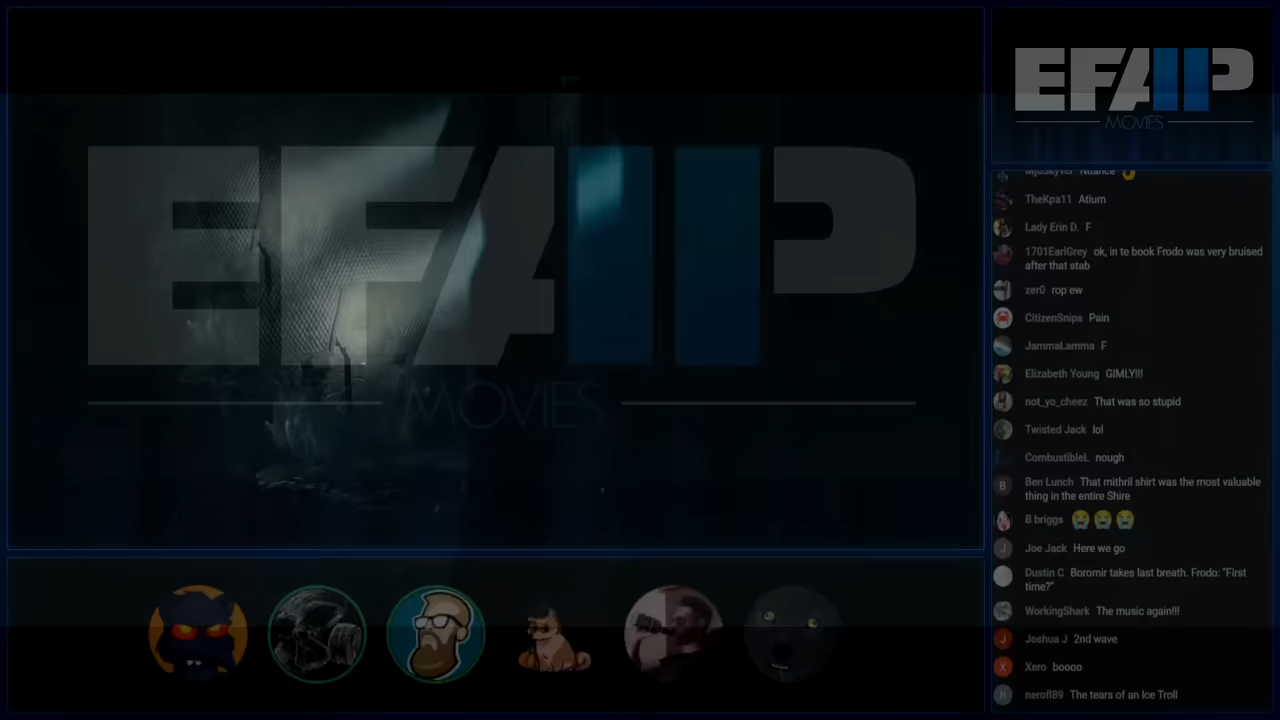 EFAP
MOVIES
EFAP
MOVIES
MjbSkyver Nuance
TheKpa11 Atium
Lady Erin D. F
1701EarlGrey ok, in te book Frodo was very bruised
after that stab
zer0 rop ew
CitizenSnips Pain
JammaLamma F
Elizabeth Young GIMLY!!!
not_yo_cheez That was so stupid
Twisted Jack lol
CombustibleL nough
B
Ben Lunch That mithril shirt was the most valuable
thing in the entire Shire
B briggs 😭😭😭
J
Joe Jack Here we go
Dustin C Boromir takes last breath. Frodo: "First
time?"
WorkingShark The music again!!!
J
Joshua J 2nd wave
X
Xero boooo
nerofl89 The tears of an Ice Troll